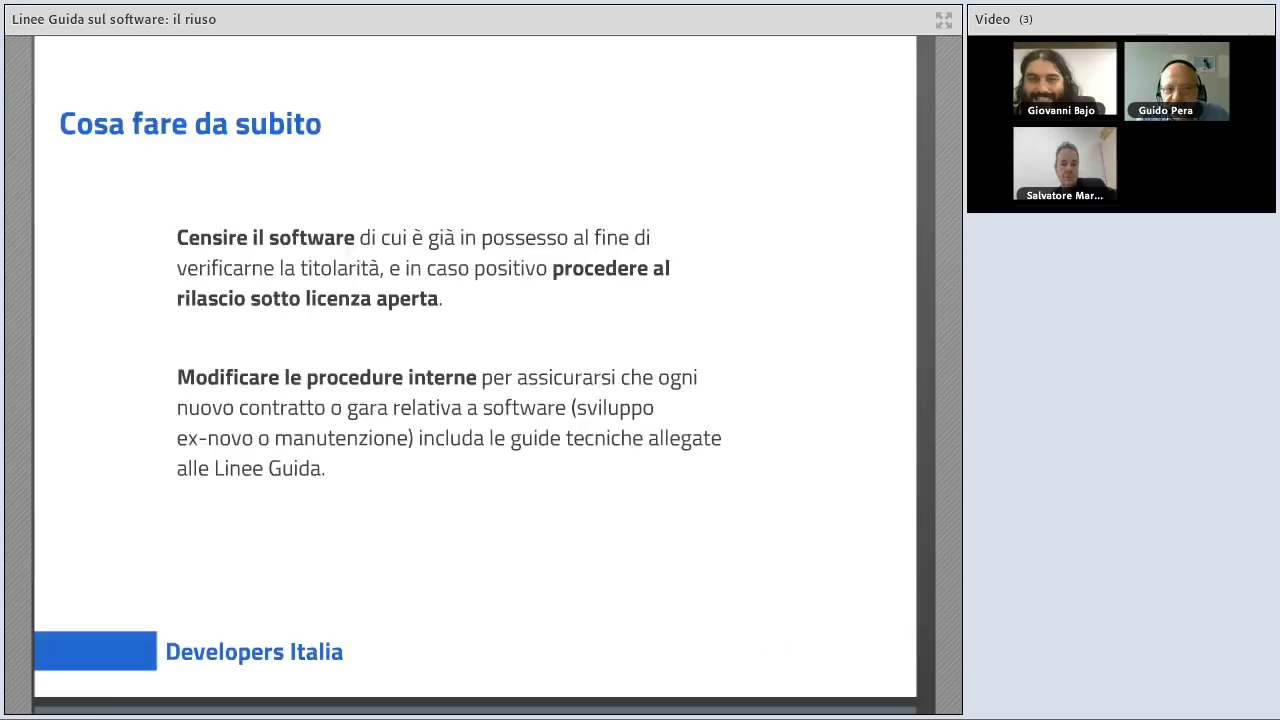 Linee Guida sul software: il riuso
Video (3)
Giovanni Bajo
Guido Pera
Salvatore Mar...
Cosa fare da subito
Censire il software di cui è già in possesso al fine di
verificarne la titolarità, e in caso positivo procedere al
rilascio sotto licenza aperta.
Modificare le procedure interne per assicurarsi che ogni
nuovo contratto o gara relativa a software (sviluppo
ex-novo o manutenzione) includa le guide tecniche allegate
alle Linee Guida.
Developers Italia